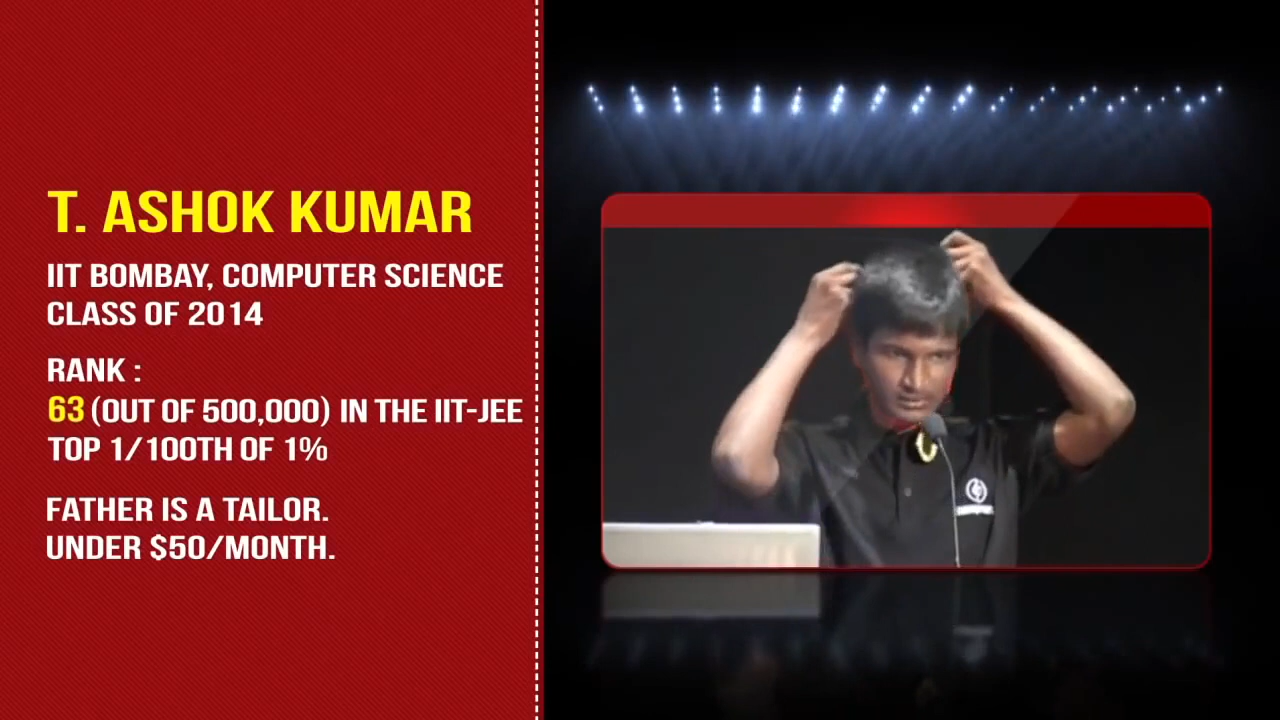 T. ASHOK KUMAR
IIT BOMBAY, COMPUTER SCIENCE
CLASS OF 2014
RANK :
63 (OUT OF 500,000) IN THE IIT-JEE
TOP 1/100TH OF 1%
FATHER IS A TAILOR.
UNDER $50/MONTH.